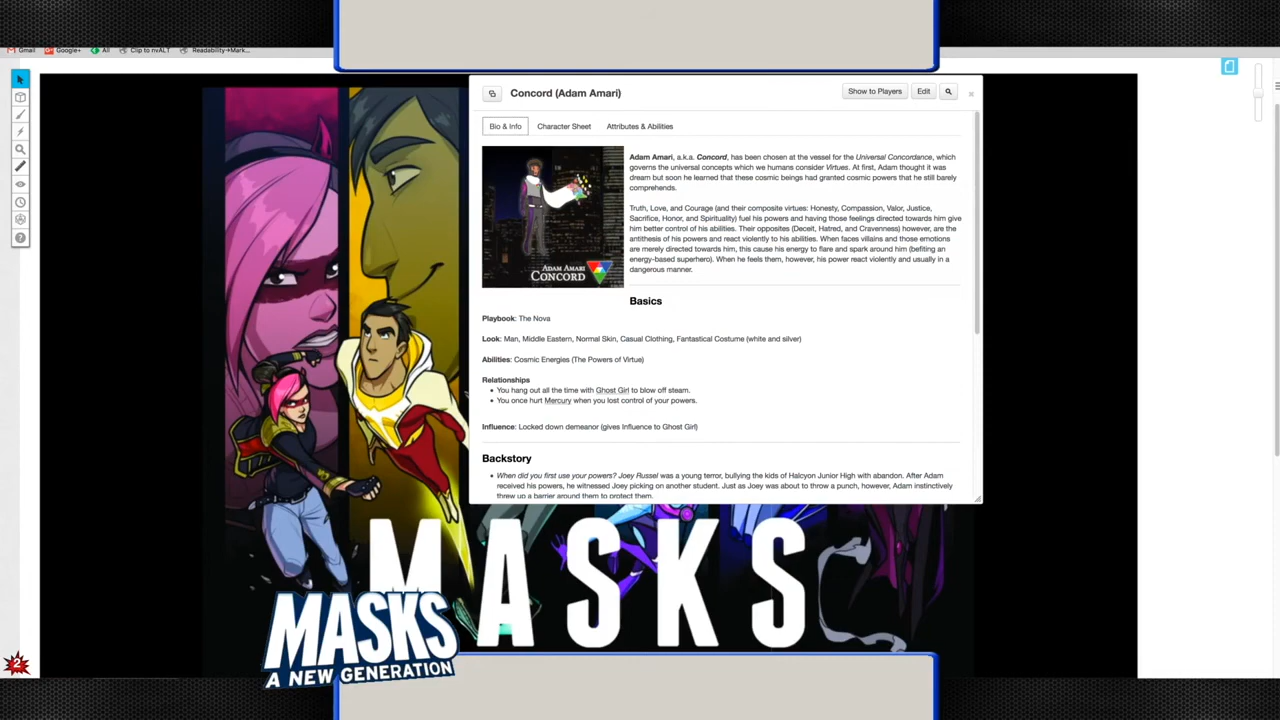 Gmail Google+ All Clip to nvALT Readability→Mark...
Concord (Adam Amari)
Show to Players Edit
Bio & Info Character Sheet Attributes & Abilities
Adam Amari, a.k.a. Concord, has been chosen at the vessel for the Universal Concordance, which
governs the universal concepts which we humans consider Virtues. At first, Adam thought it was
dream but soon he learned that these cosmic beings had granted cosmic powers that he still barely
comprehends.
Truth, Love, and Courage (and their composite virtues: Honesty, Compassion, Valor, Justice,
Sacrifice, Honor, and Spirituality) fuel his powers and having those feelings directed towards him give
him better control of his abilities. Their opposites (Deceit, Hatred, and Cravenness) however, are the
antithesis of his powers and react violently to his abilities. When faces villains and those emotions
are merely directed towards him, this cause his energy to flare and spark around him (befiting an
energy-based superhero). When he feels them, however, his power react violently and usually in a
dangerous manner.
ADAM AMARI
CONCORD
Basics
Playbook: The Nova
Look: Man, Middle Eastern, Normal Skin, Casual Clothing, Fantastical Costume (white and silver)
Abilities: Cosmic Energies (The Powers of Virtue)
Relationships
• You hang out all the time with Ghost Girl to blow off steam.
• You once hurt Mercury when you lost control of your powers.
Influence: Locked down demeanor (gives Influence to Ghost Girl)
Backstory
• When did you first use your powers? Joey Russel was a young terror, bullying the kids of Halcyon Junior High with abandon. After Adam
received his powers, he witnessed Joey picking on another student. Just as Joey was about to throw a punch, however, Adam instinctively
threw up a barrier around them to protect them.
MASKS
MASKS
A NEW GENERATION
2